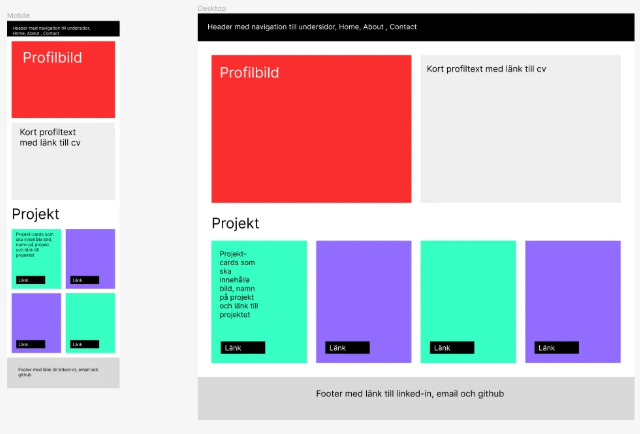 Mobile
Header med navigation till undersidor,
Home, About , Contact
Profilbild
Kort profiltext
med länk till cv
Projekt
Projekt-cards som
ska innehålla bild,
namn på projekt
och länk till
projektet
Länk
Länk
Länk
Länk
Footer med länk till linked-in, email och
github
Desktop
Header med navigation till undersidor, Home, About , Contact
Profilbild
Kort profiltext med länk till cv
Projekt
Projekt-
cards som
ska
innehålla
bild, namn
på projekt
och länk till
projektet
Länk
Länk
Länk
Länk
Footer med länk till linked-in, email och github